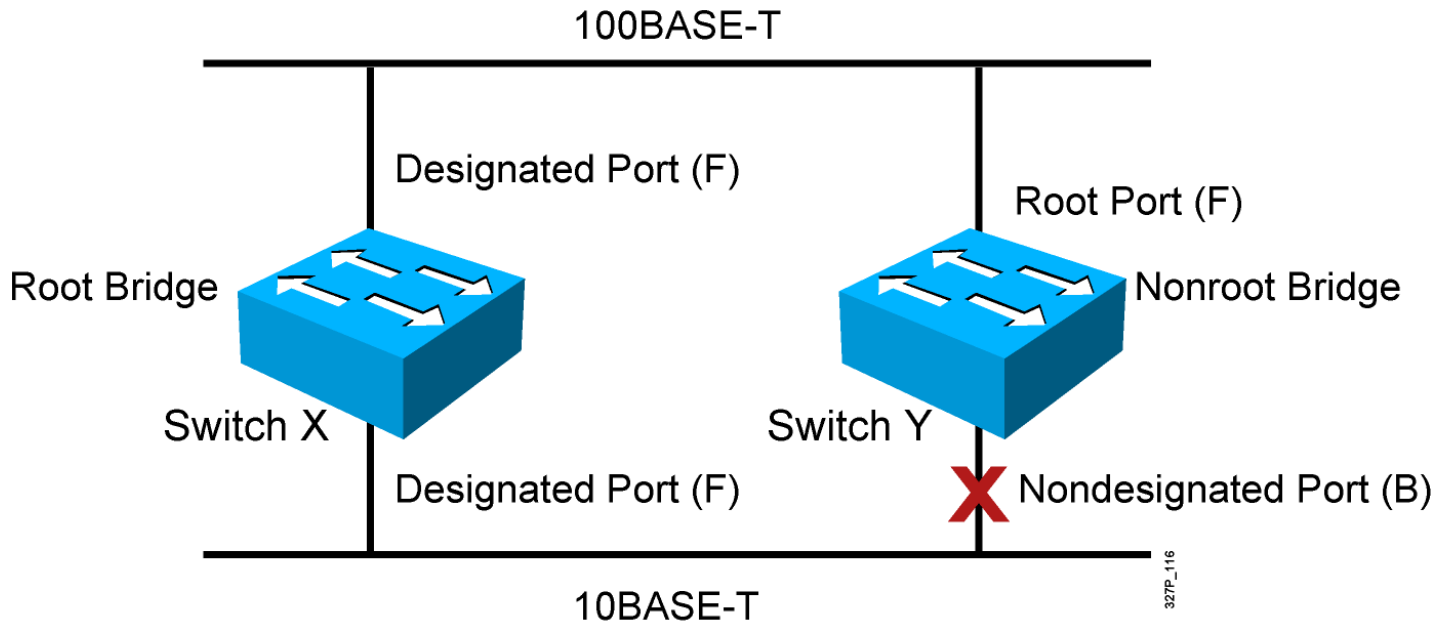 100BASE-T
Designated Port (F)
Root Port (F)
Root Bridge
Nonroot Bridge
Switch X
Switch Y
Designated Port (F)
Nondesignated Port (B)
10BASE-T
327P_116